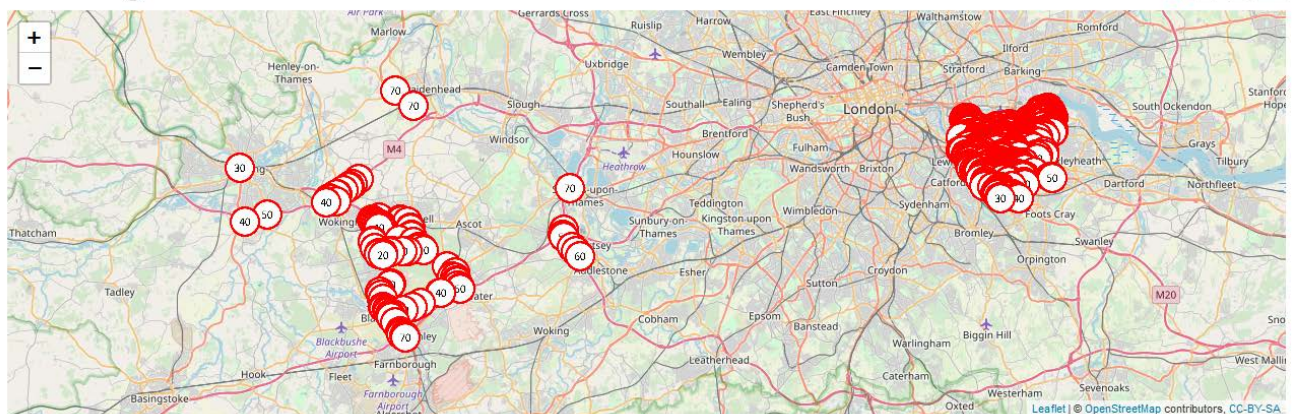 Air Park
Marlow
Gerrards Cross
Ruislip
Harrow
East Finchley
Walthamstow
Romford
+
−
Henley-on-
Thames
Uxbridge
Wembley
Camden Town
Ilford
Stratford
Barking
70
70
Slough
Southall
Ealing
Shepherd's
Bush
London
South Ockendon
Windsor
Brentford
Fulham
Grays
M4
Heathrow
Hounslow
Wandsworth
Brixton
Tilbury
30
40
Catford
50
Dartford
Northfleet
70
Thames
Teddington
Kingston upon
Thames
Wimbledon
Sydenham
30
40
Foots Cray
40
50
Ascot
Sunbury-on-
Thames
Bromley
Swanley
Thatcham
20
60
Esher
Croydon
Orpington
Tadley
40
60
Sutton
M20
Woking
Cobham
Epsom
Banstead
Biggin Hill
Blackbushe
Airport
70
Farnborough
Leatherhead
Warlingham
Caterham
West Malling
Hook
Fleet
Farnborough
Airport
Westerham
Sevenoaks
Basingstoke
Oxted
Leaflet | © OpenStreetMap contributors, CC-BY-SA